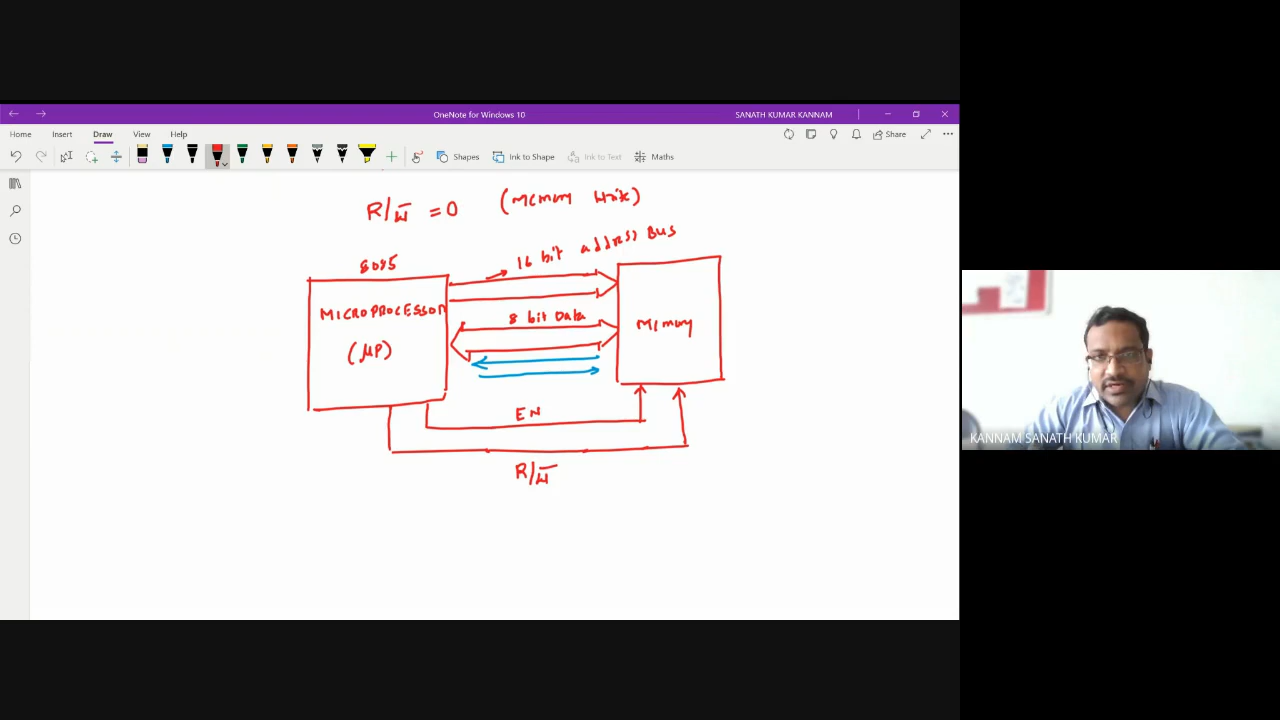 OneNote for Windows 10
SANATH KUMAR KANNAM
Home Insert Draw View Help
Share
Shapes Ink to Shape Ink to Text Maths
R/W̅ = 0 (Memory Write)
16 bit address Bus
8085
MICROPROCESSOR
(μP)
8 bit Data
Memory
EN
R/W̅
KANNAM SANATH KUMAR